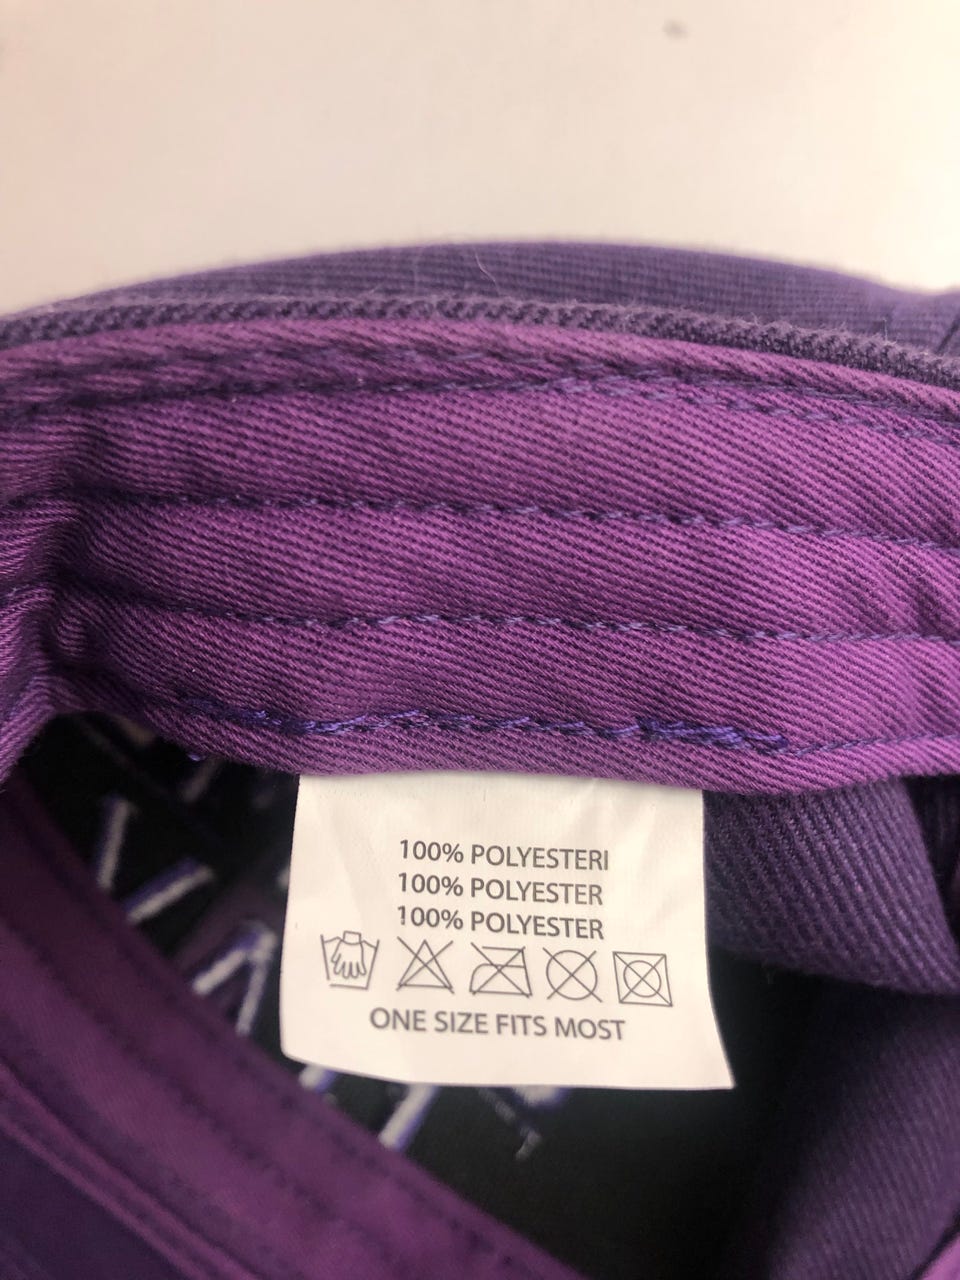 100% POLYESTERI
100% POLYESTER
100% POLYESTER
ONE SIZE FITS MOST